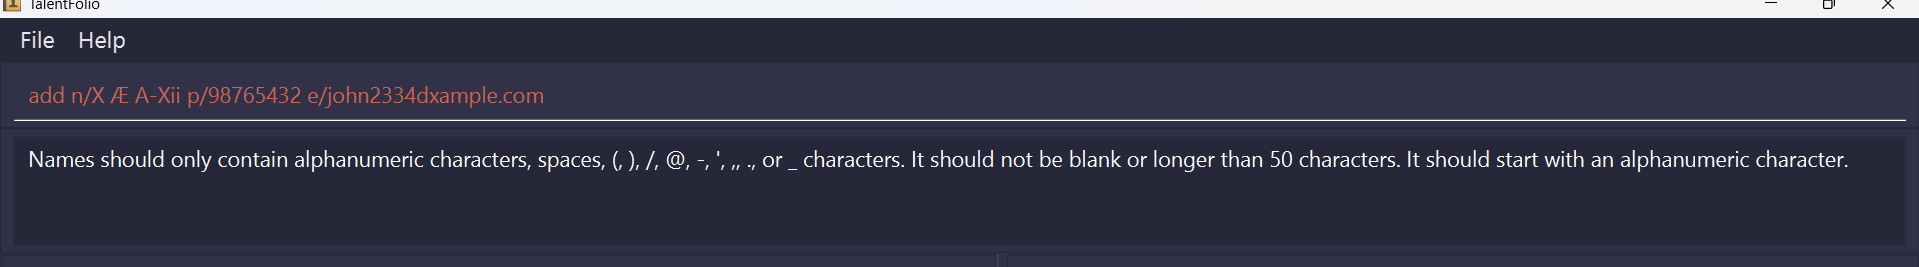 TalentFolio
File Help
add n/X Æ A-Xii p/98765432 e/john2334dxample.com
Names should only contain alphanumeric characters, spaces, (, ), /, @, -, ', ,, ., or _ characters. It should not be blank or longer than 50 characters. It should start with an alphanumeric character.